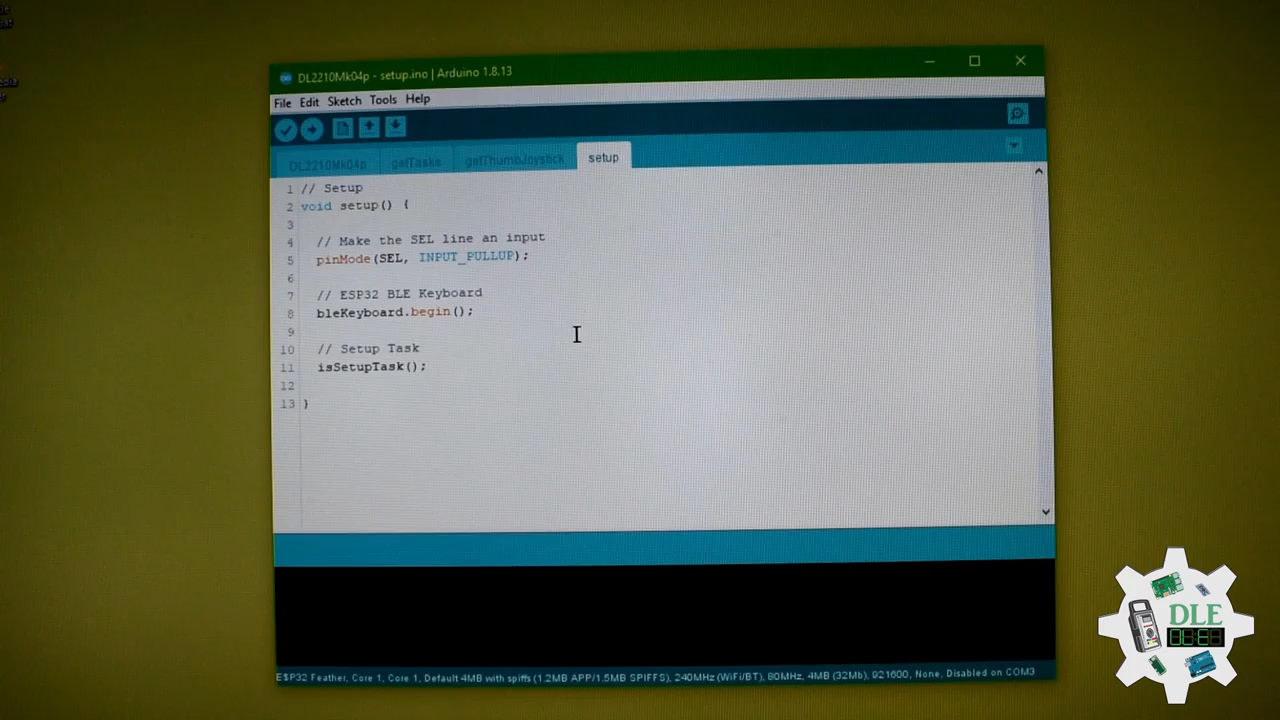 DL2210Mk04p - setup.ino | Arduino 1.8.13
File Edit Sketch Tools Help
DL2210Mk04p getTasks getThumbJoystick setup
1 // Setup
2 void setup() {
3
4 // Make the SEL line an input
5 pinMode(SEL, INPUT_PULLUP);
6
7 // ESP32 BLE Keyboard
8 bleKeyboard.begin();
9
10 // Setup Task
11 isSetupTask();
12
13 }
ESP32 Feather, Core 1, Core 1, Default 4MB with spiffs (1.2MB APP/1.5MB SPIFFS), 240MHz (WiFi/BT), 80MHz, 4MB (32Mb), 921600, None, Disabled on COM3
DLE